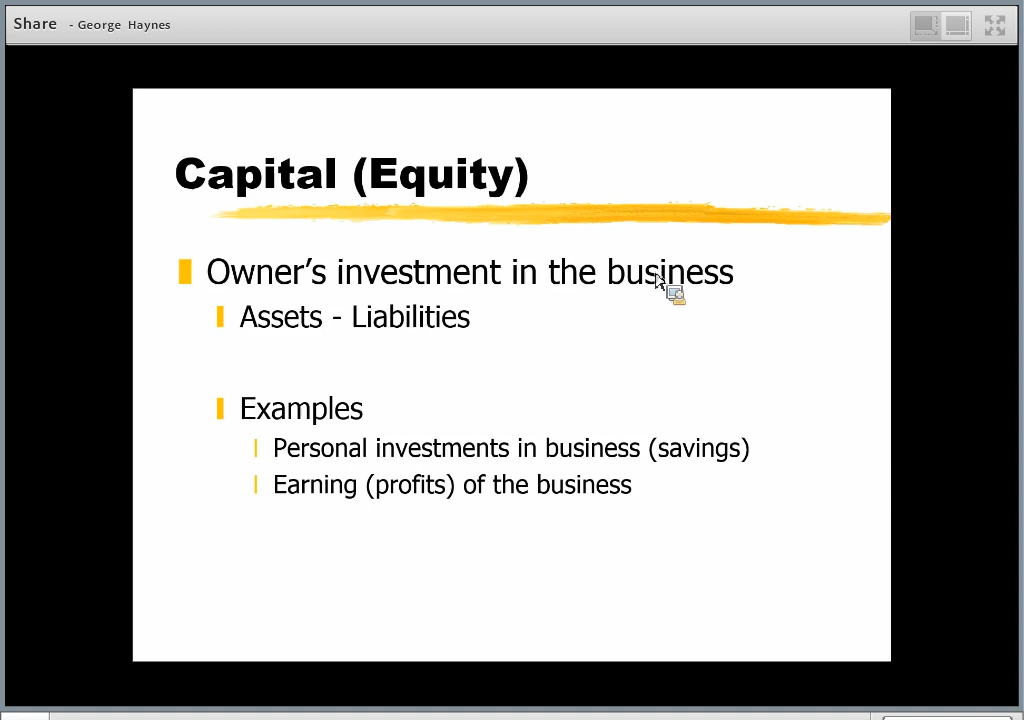 Share - George Haynes
Capital (Equity)
Owner’s investment in the business
Assets - Liabilities
Examples
Personal investments in business (savings)
Earning (profits) of the business